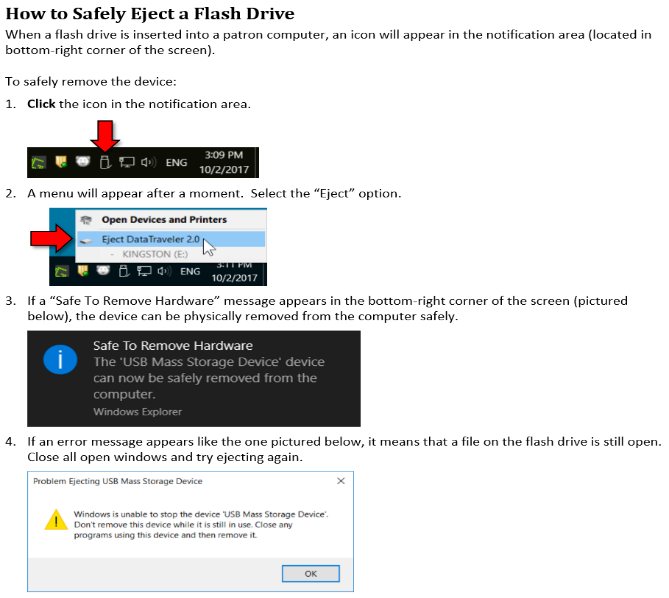 How to Safely Eject a Flash Drive
When a flash drive is inserted into a patron computer, an icon will appear in the notification area (located in
bottom-right corner of the screen).
To safely remove the device:
1. Click the icon in the notification area.
ENG
3:09 PM
10/2/2017
2. A menu will appear after a moment. Select the “Eject” option.
Open Devices and Printers
Eject DataTraveler 2.0
- KINGSTON (E:)
ENG
3:11 PM
10/2/2017
3. If a “Safe To Remove Hardware” message appears in the bottom-right corner of the screen (pictured
below), the device can be physically removed from the computer safely.
Safe To Remove Hardware
The 'USB Mass Storage Device' device
can now be safely removed from the
computer.
Windows Explorer
4. If an error message appears like the one pictured below, it means that a file on the flash drive is still open.
Close all open windows and try ejecting again.
Problem Ejecting USB Mass Storage Device
Windows is unable to stop the device 'USB Mass Storage Device'.
Don't remove this device while it is still in use. Close any
programs using this device and then remove it.
OK